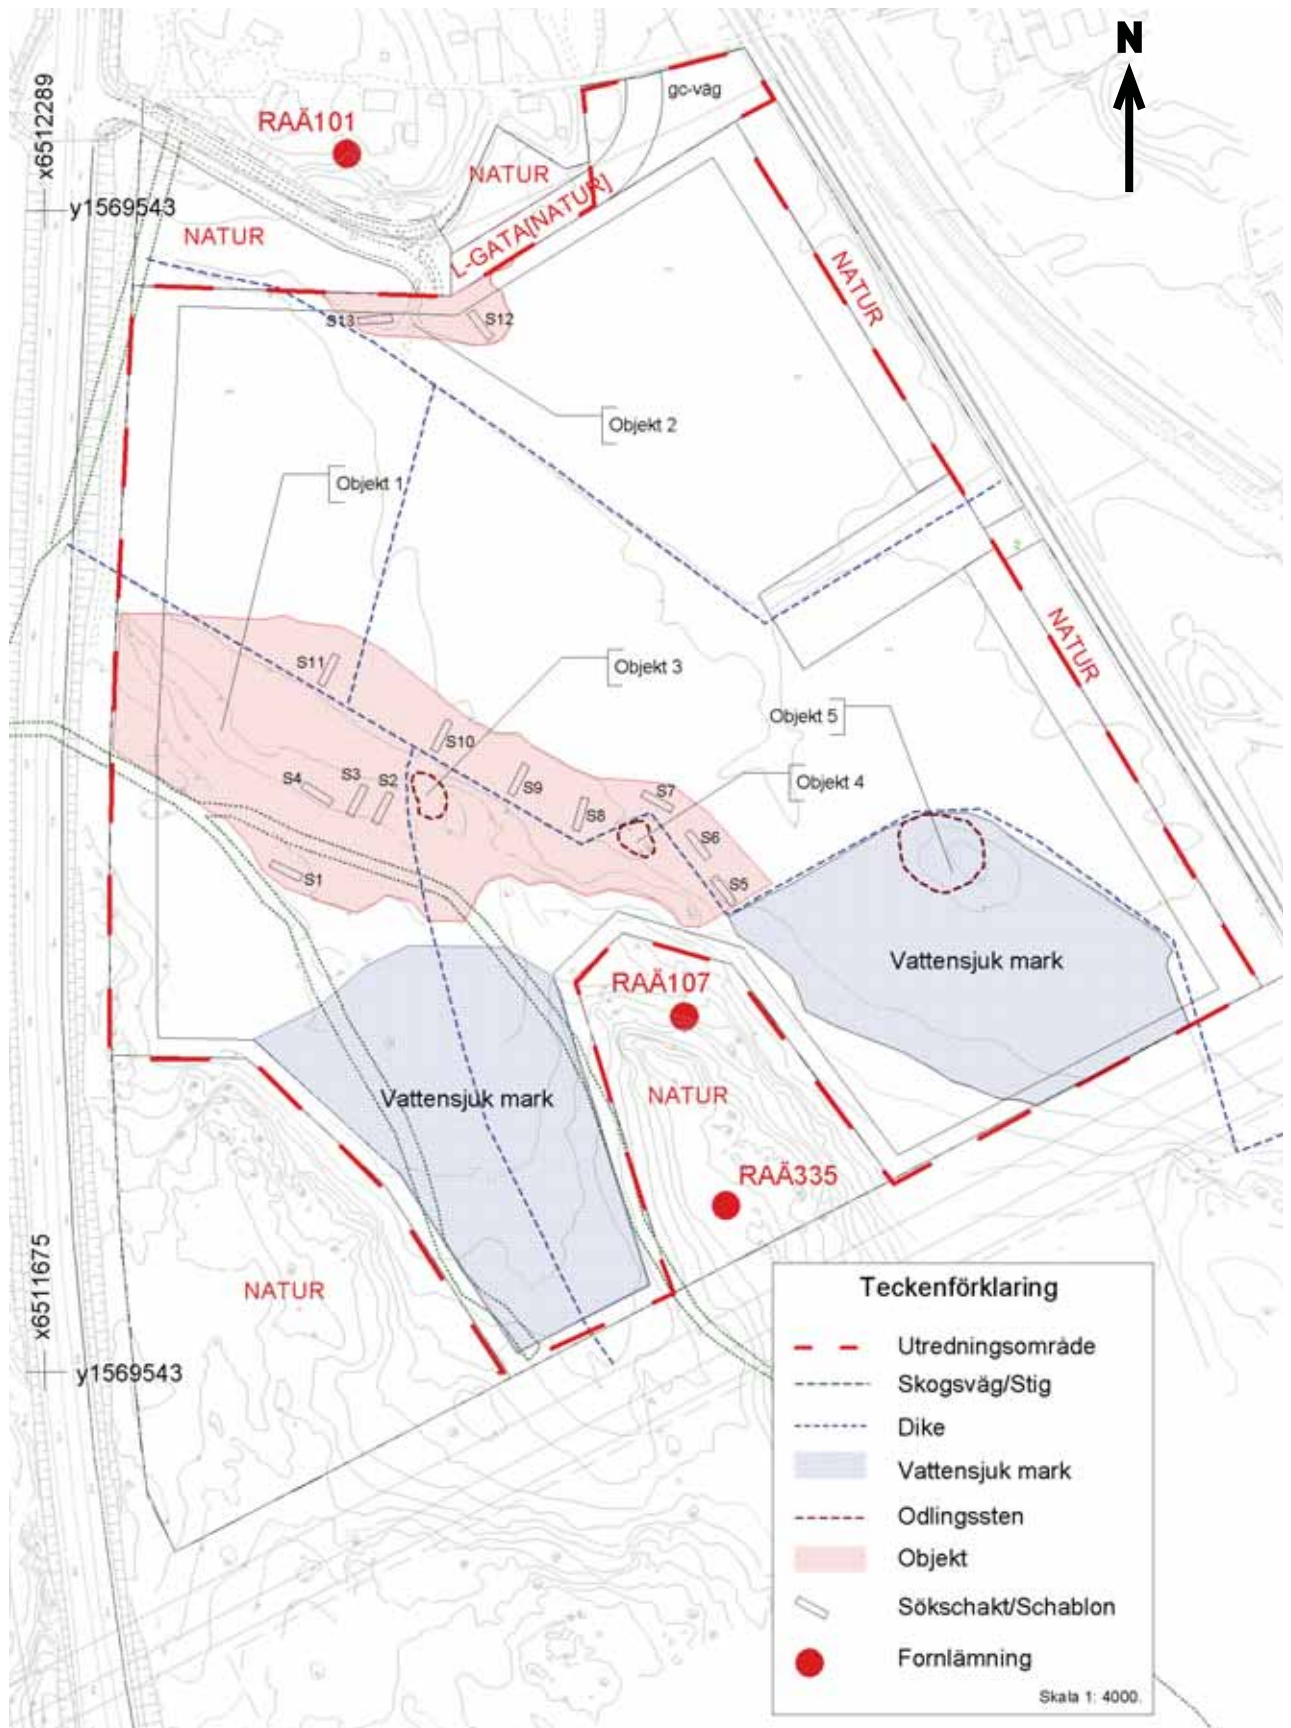 N
x6512289
gc-väg
RAÄ101
NATUR
y1569543
L-GATA[NATUR]
NATUR
NATUR
S13
S12
Objekt 2
Objekt 1
NATUR
S11
Objekt 3
Objekt 5
S10
S4
S3
S2
S9
S7
Objekt 4
S8
S6
S1
S5
Vattensjuk mark
RAÄ107
Vattensjuk mark
NATUR
RAÄ335
x6511675
NATUR
y1569543
Teckenförklaring
Utredningsområde
Skogsväg/Stig
Dike
Vattensjuk mark
Odlingssten
Objekt
Sökschakt/Schablon
Fornlämning
Skala 1: 4000.